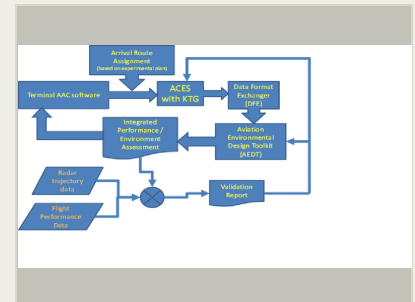 Arrival Route
Assignment
(based on experimental plan)
Terminal AAC software
ACES
with KTG
Data Format
Exchanger
(DFE)
Integrated
Performance /
Environment
Assessment
Aviation
Environmental
Design Toolkit
(AEDT)
Radar
trajectory
data
Flight
Performance
Data
Validation
Report